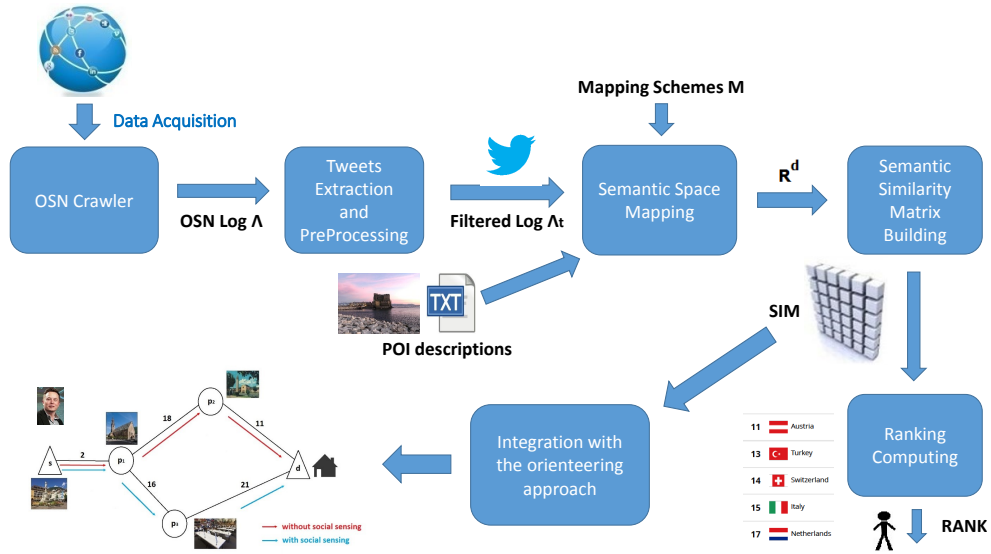 Data Acquisition
Mapping Schemes M
OSN Crawler
OSN Log Λ
Tweets
Extraction
and
PreProcessing
Filtered Log Λt
Semantic Space
Mapping
R^d
Semantic
Similarity
Matrix
Building
TXT
POI descriptions
SIM
Ranking
Computing
RANK
11 Austria
13 Turkey
14 Switzerland
15 Italy
17 Netherlands
Integration with
the orienteering
approach
s
2
p1
18
p2
11
d
16
p3
21
without social sensing
with social sensing